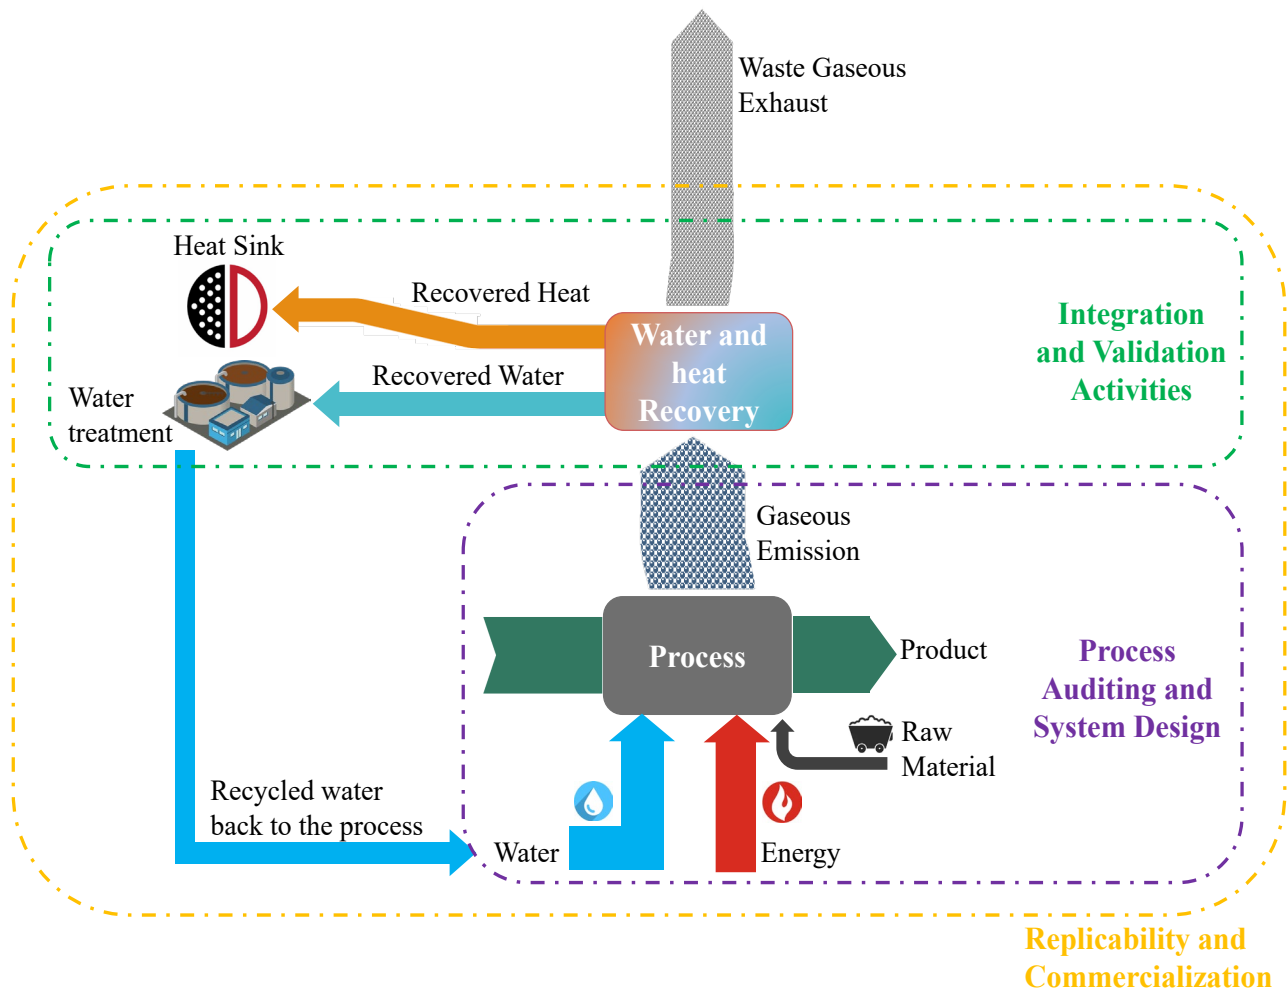 Waste Gaseous
Exhaust
Heat Sink
Recovered Heat
Water and
heat
Recovery
Integration
and Validation
Activities
Recovered Water
Water
treatment
Gaseous
Emission
Process
Product
Process
Auditing and
System Design
Raw
Material
Recycled water
back to the process
Water
Energy
Replicability and
Commercialization